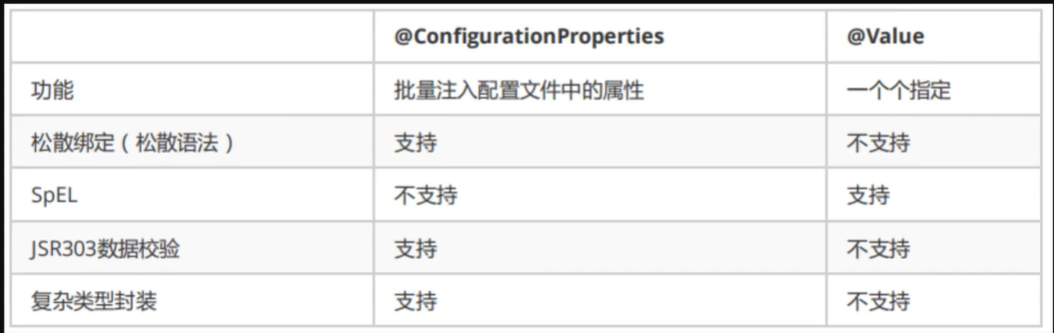 @ConfigurationProperties @Value
功能 批量注入配置文件中的属性 一个个指定
松散绑定（松散语法） 支持 不支持
SpEL 不支持 支持
JSR303数据校验 支持 不支持
复杂类型封装 支持 不支持